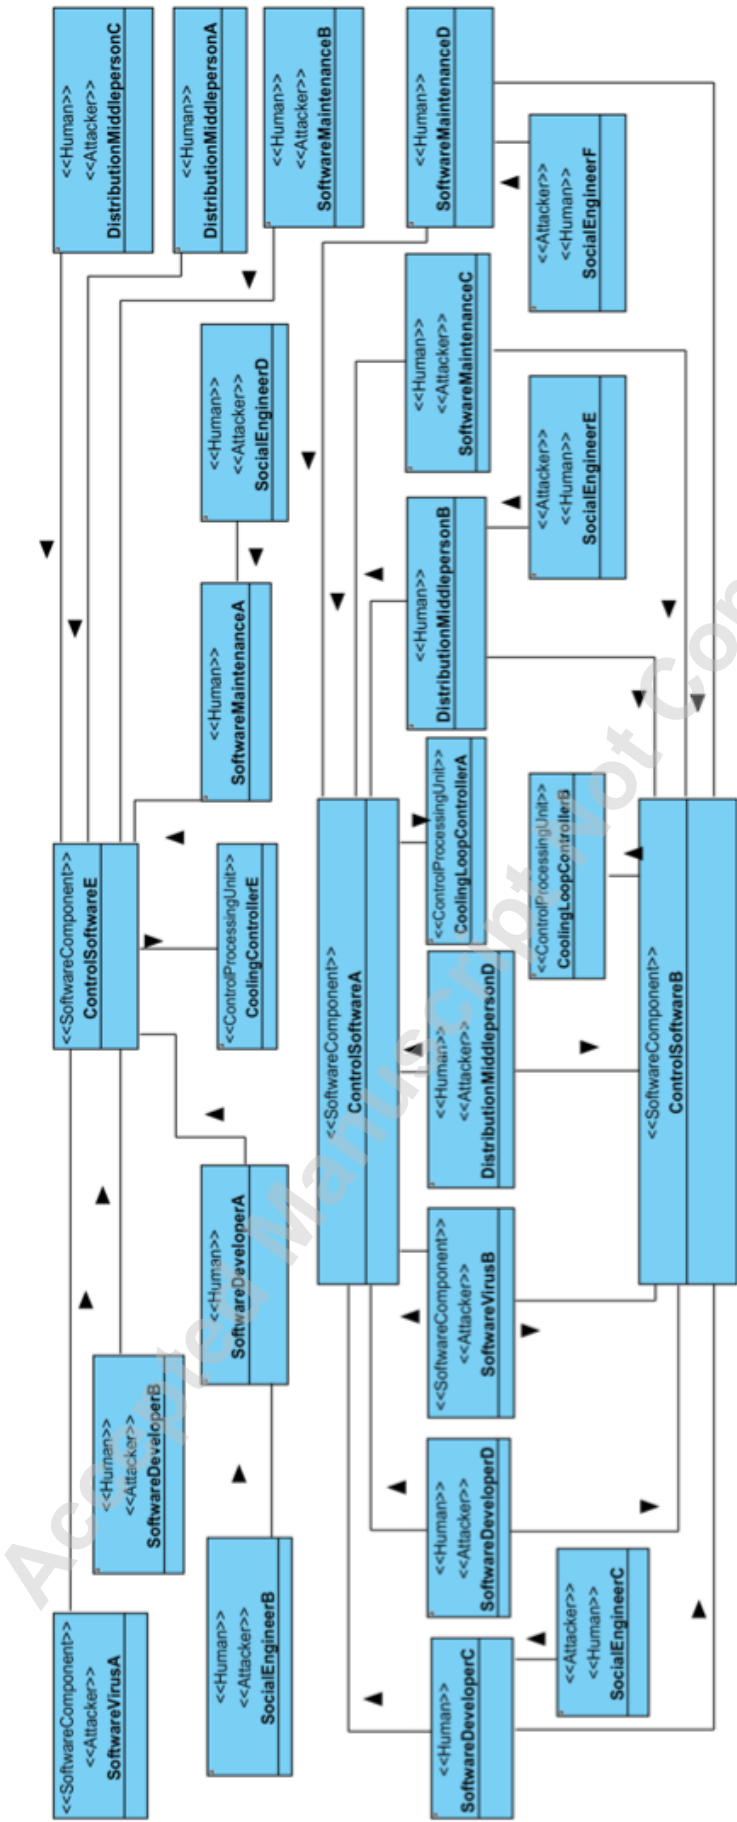 <<SoftwareComponent>>
<<Attacker>>
SoftwareVirusA
<<Human>>
<<Attacker>>
SoftwareDeveloperB
<<SoftwareComponent>>
ControlSoftwareE
<<Human>>
<<Attacker>>
DistributionMiddlepersonC
<<Human>>
DistributionMiddlepersonA
<<Human>>
<<Attacker>>
SoftwareMaintenanceB
<<Human>>
<<Attacker>>
SocialEngineerB
<<Human>>
SoftwareDeveloperA
<<ControlProcessingUnit>>
CoolingControllerE
<<Human>>
SoftwareMaintenanceA
<<Human>>
<<Attacker>>
SocialEngineerD
<<SoftwareComponent>>
ControlSoftwareA
<<Human>>
SoftwareDeveloperC
<<Human>>
<<Attacker>>
SoftwareDeveloperD
<<SoftwareComponent>>
<<Attacker>>
SoftwareVirusB
<<Human>>
<<Attacker>>
DistributionMiddlepersonD
<<ControlProcessingUnit>>
CoolingLoopControllerA
<<Human>>
DistributionMiddlepersonB
<<Human>>
<<Attacker>>
SoftwareMaintenanceC
<<Human>>
SoftwareMaintenanceD
<<Attacker>>
<<Human>>
SocialEngineerC
<<ControlProcessingUnit>>
CoolingLoopControllerB
<<Attacker>>
<<Human>>
SocialEngineerE
<<Attacker>>
<<Human>>
SocialEngineerF
<<SoftwareComponent>>
ControlSoftwareB
Accepted Manuscript Not